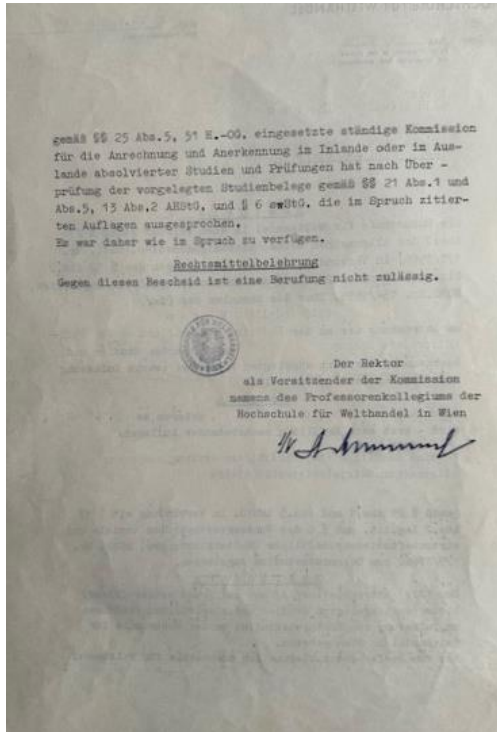 gemäß §§ 25 Abs.5, 51 H.-OG. eingesetzte ständige Kommission
für die Anrechnung und Anerkennung im Inlande oder im Aus-
lande absolvierter Studien und Prüfungen hat nach Über -
prüfung der vorgelegten Studienbelege gemäß §§ 21 Abs.1 und
Abs.5, 13 Abs.2 AHStG. und § 6 swStG. die im Spruch zitier-
ten Auflagen ausgesprochen.
Es war daher wie im Spruch zu verfügen.
Rechtsmittelbelehrung
Gegen diesen Bescheid ist eine Berufung nicht zulässig.
Der Rektor
als Vorsitzender der Kommission
namens des Professorenkollegiums der
Hochschule für Welthandel in Wien